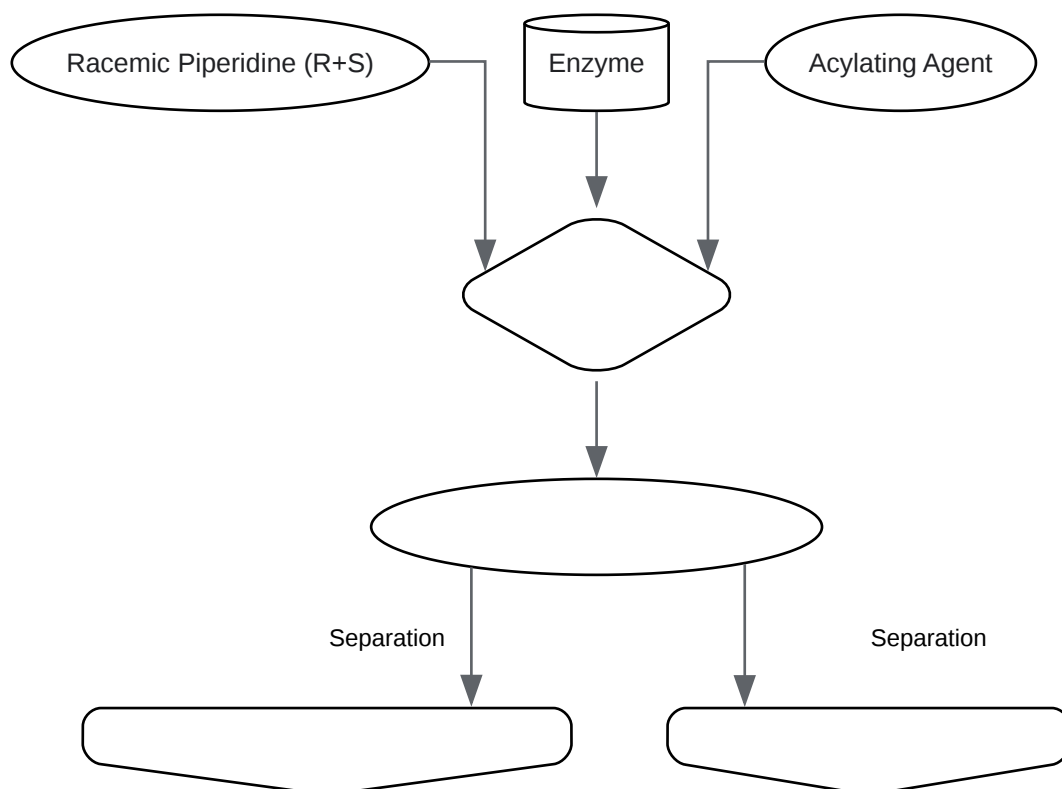 Racemic Piperidine (R+S)
Enzyme
Acylating Agent
Separation
Separation